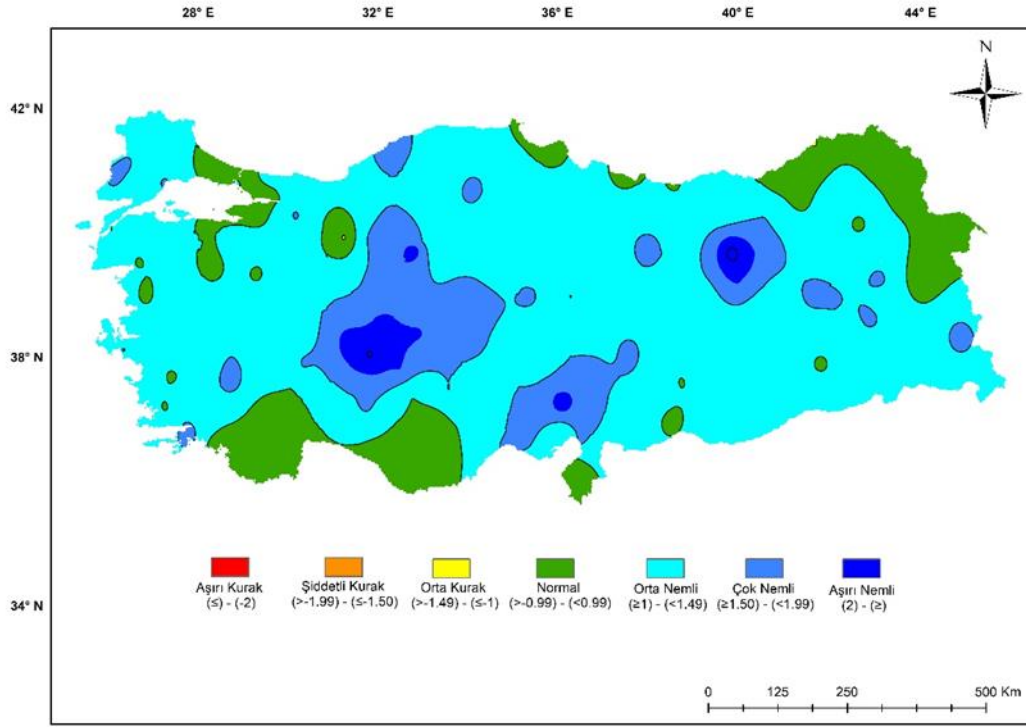 28° E 32° E 36° E 40° E 44° E
N
42° N
38° N
34° N
Aşırı Kurak
(≤) - (-2)
Şiddetli Kurak
(>-1.99) - (≤-1.50)
Orta Kurak
(>-1.49) - (≤-1)
Normal
(>-0.99) - (<0.99)
Orta Nemli
(≥1) - (<1.49)
Çok Nemli
(≥1.50) - (<1.99)
Aşırı Nemli
(2) - (≥)
0 125 250 500 Km